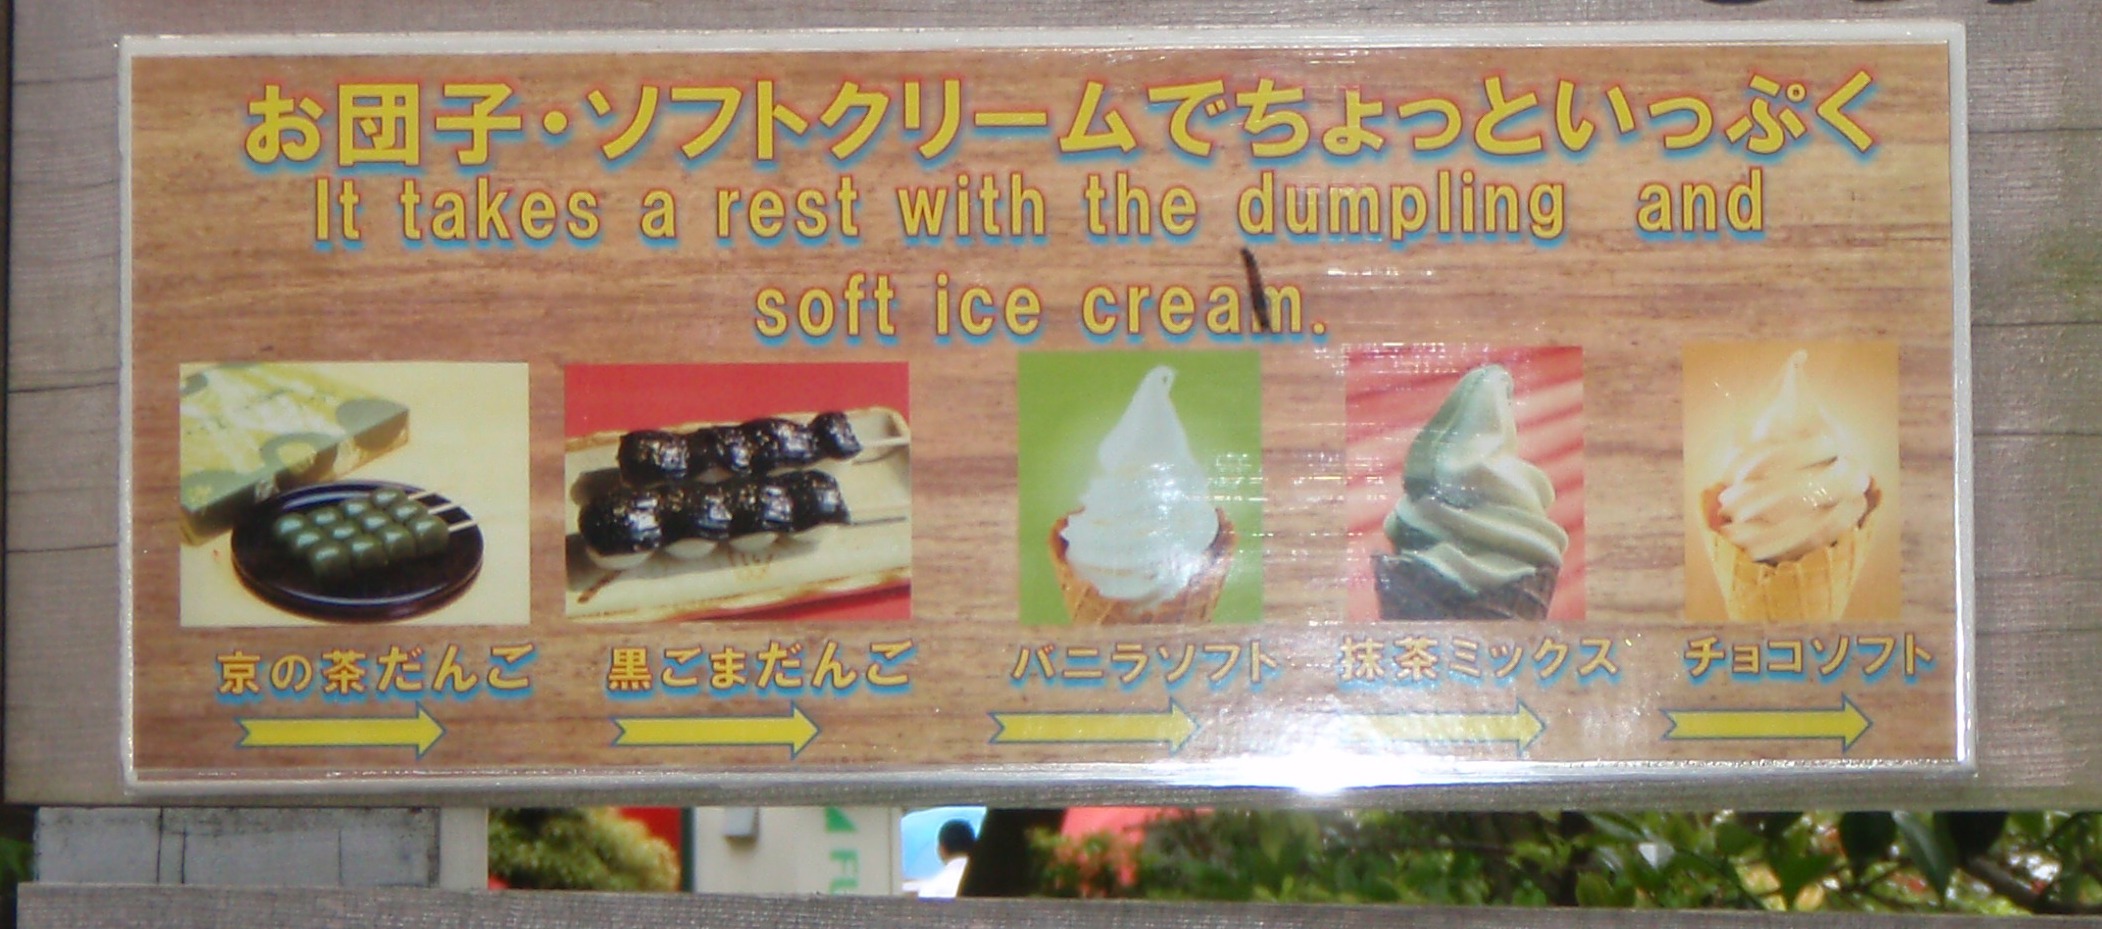 お団子・ソフトクリームでちょっといっぷく
It takes a rest with the dumpling and
soft ice cream.
京の茶だんご
黒ごまだんご
バニラソフト
抹茶ミックス
チョコソフト